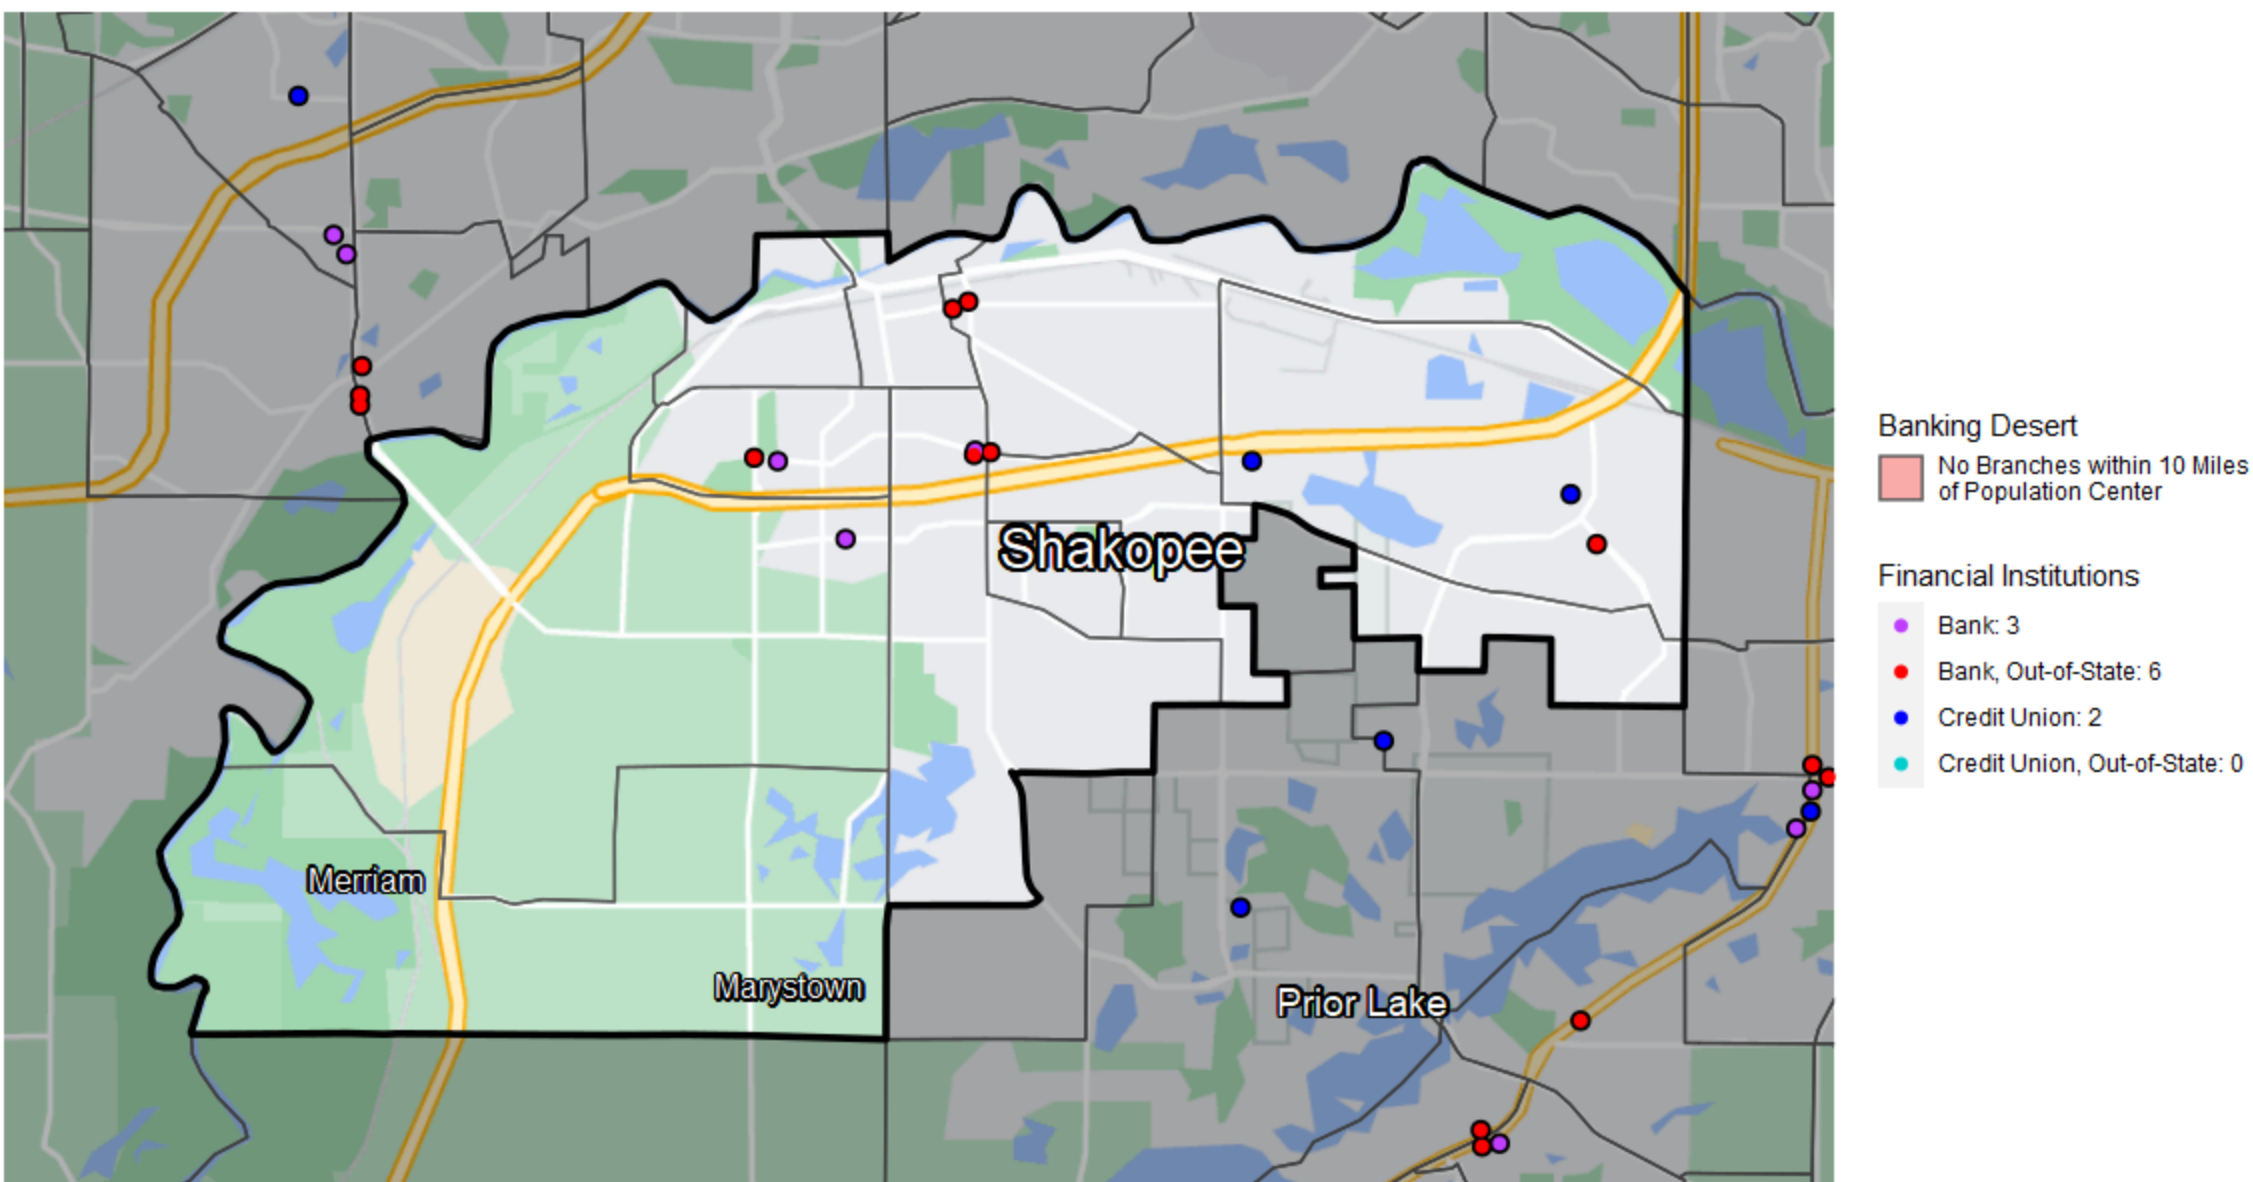 Shakopee
Merriam
Marystown
Prior Lake
Banking Desert
No Branches within 10 Miles
of Population Center
Financial Institutions
Bank: 3
Bank, Out-of-State: 6
Credit Union: 2
Credit Union, Out-of-State: 0